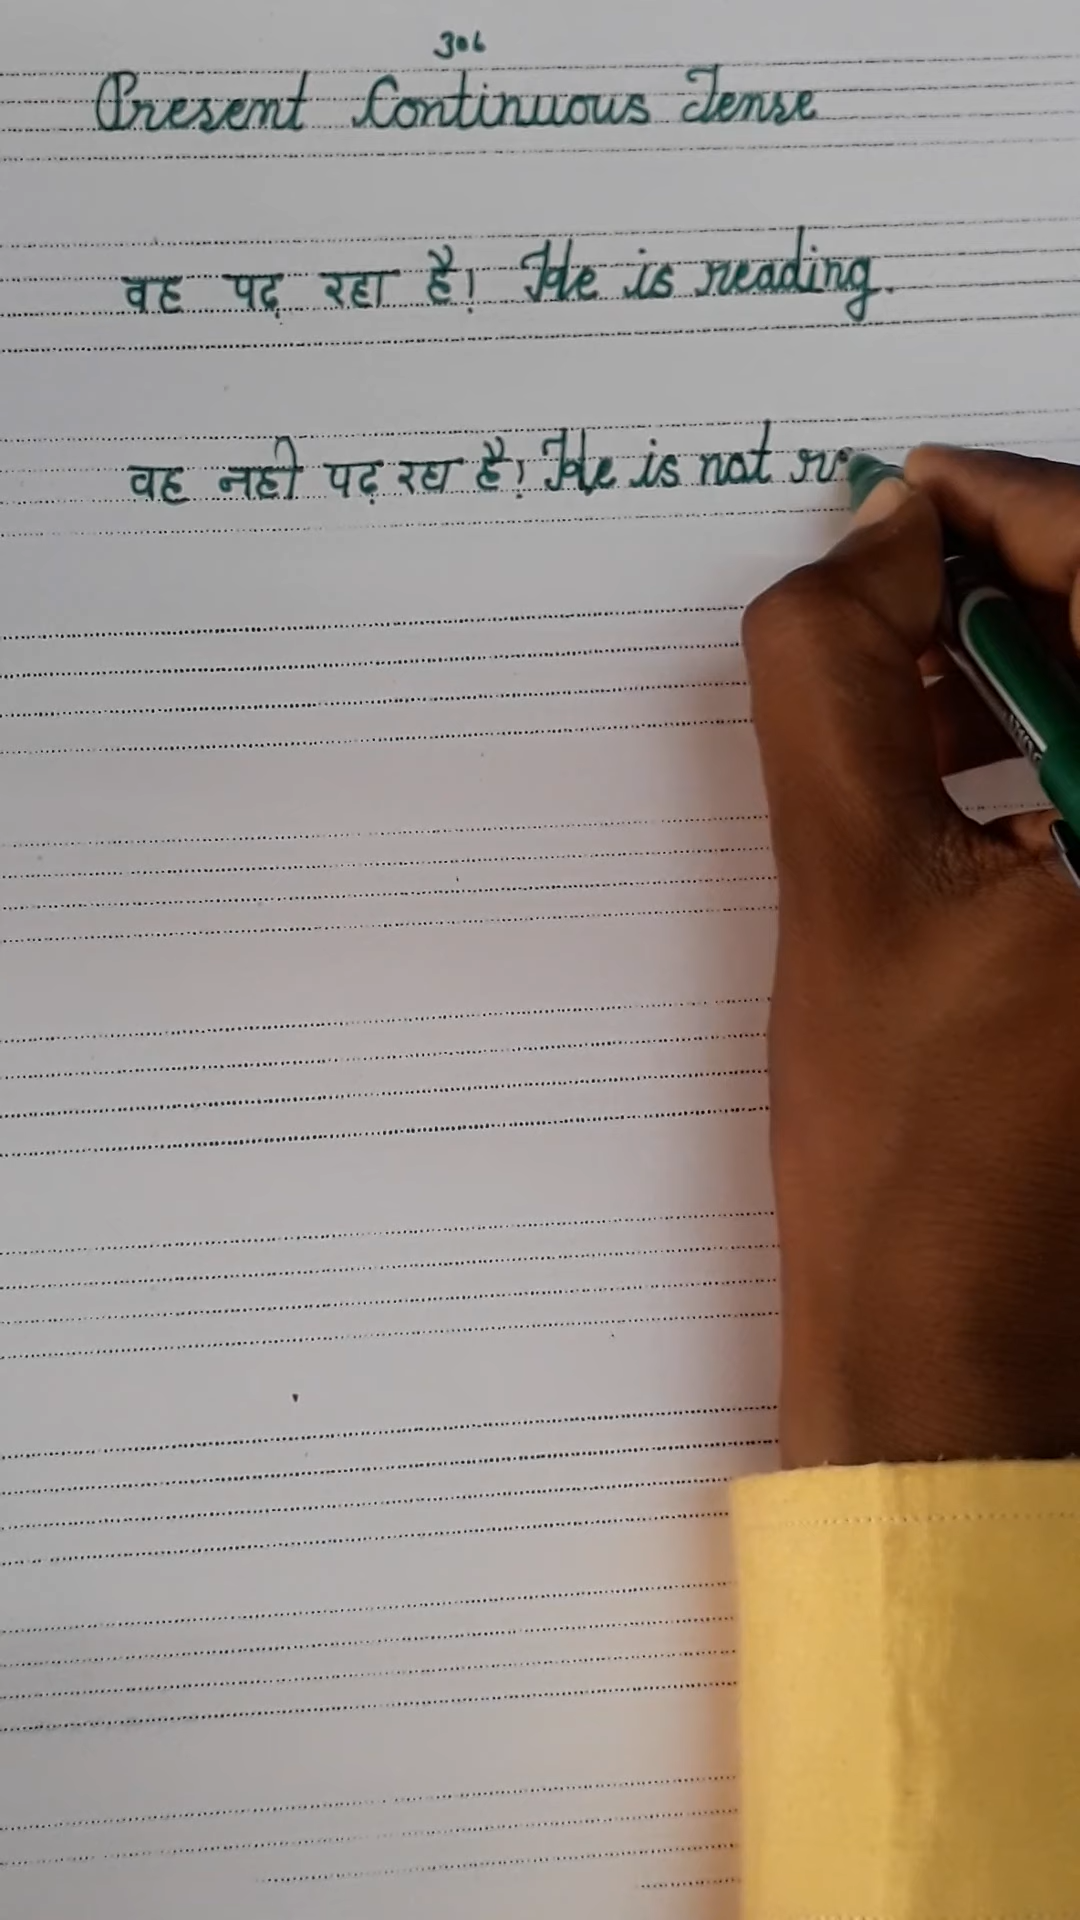 306
Present Continuous Tense
वह पढ़ रहा है। He is reading.
वह नही पढ़ रहा है। He is not